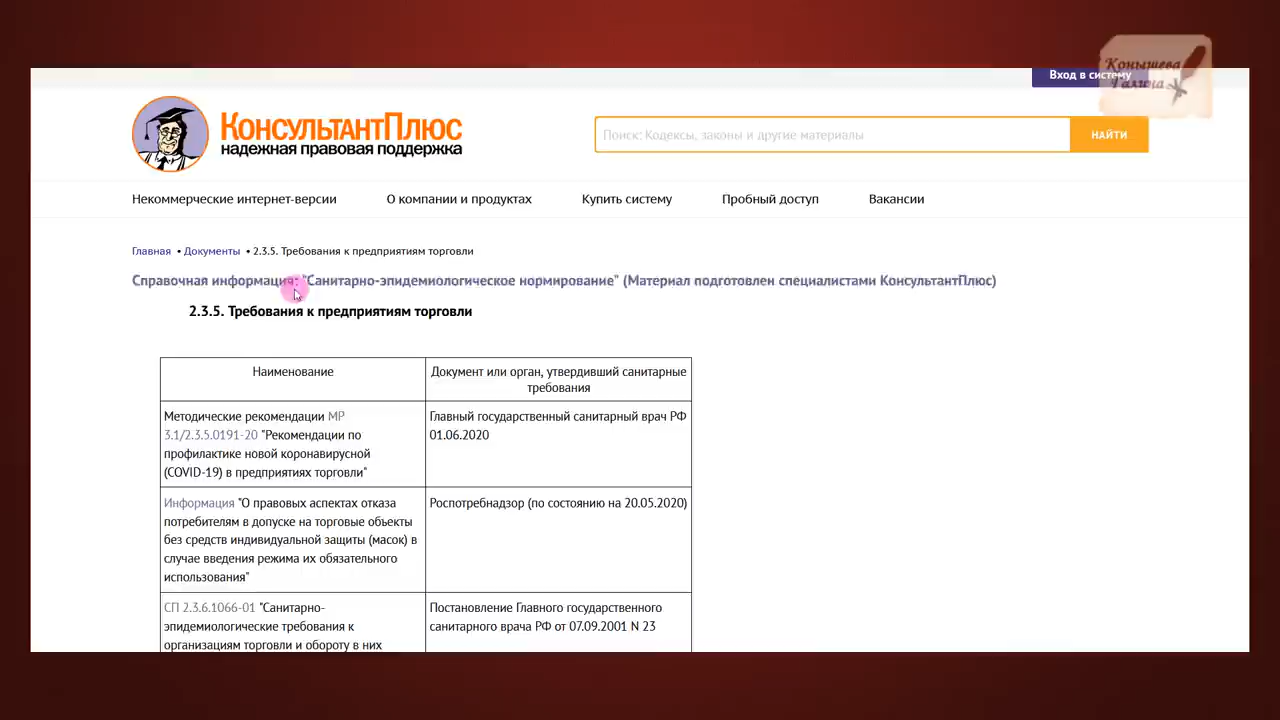 Конышева
Галина
Вход в систему
КонсультантПлюс
надежная правовая поддержка
Поиск: Кодексы, законы и другие материалы
НАЙТИ
Некоммерческие интернет-версии
О компании и продуктах
Купить систему
Пробный доступ
Вакансии
Главная • Документы • 2.3.5. Требования к предприятиям торговли
Справочная информация: "Санитарно-эпидемиологическое нормирование" (Материал подготовлен специалистами КонсультантПлюс)
2.3.5. Требования к предприятиям торговли
Наименование
Документ или орган, утвердивший санитарные
требования
Методические рекомендации МР
3.1/2.3.5.0191-20 "Рекомендации по
профилактике новой коронавирусной
(COVID-19) в предприятиях торговли"
Главный государственный санитарный врач РФ
01.06.2020
Информация "О правовых аспектах отказа
потребителям в допуске на торговые объекты
без средств индивидуальной защиты (масок) в
случае введения режима их обязательного
использования"
Роспотребнадзор (по состоянию на 20.05.2020)
СП 2.3.6.1066-01 "Санитарно-
эпидемиологические требования к
организациям торговли и обороту в них
Постановление Главного государственного
санитарного врача РФ от 07.09.2001 N 23